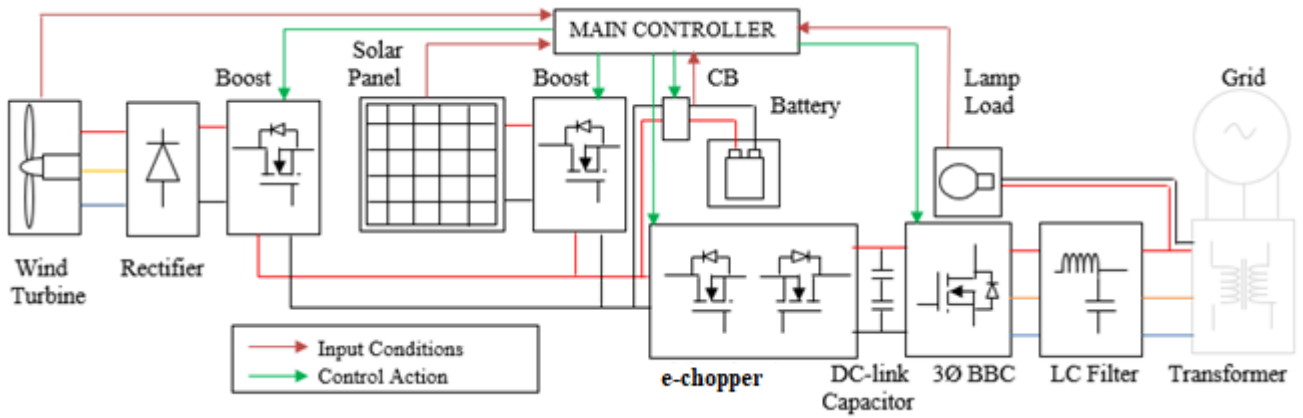 MAIN CONTROLLER
Solar
Panel
Boost
Boost
CB
Battery
Lamp
Load
Grid
Wind
Turbine
Rectifier
Input Conditions
Control Action
e-chopper
DC-link
Capacitor
3Ø BBC
LC Filter
Transformer